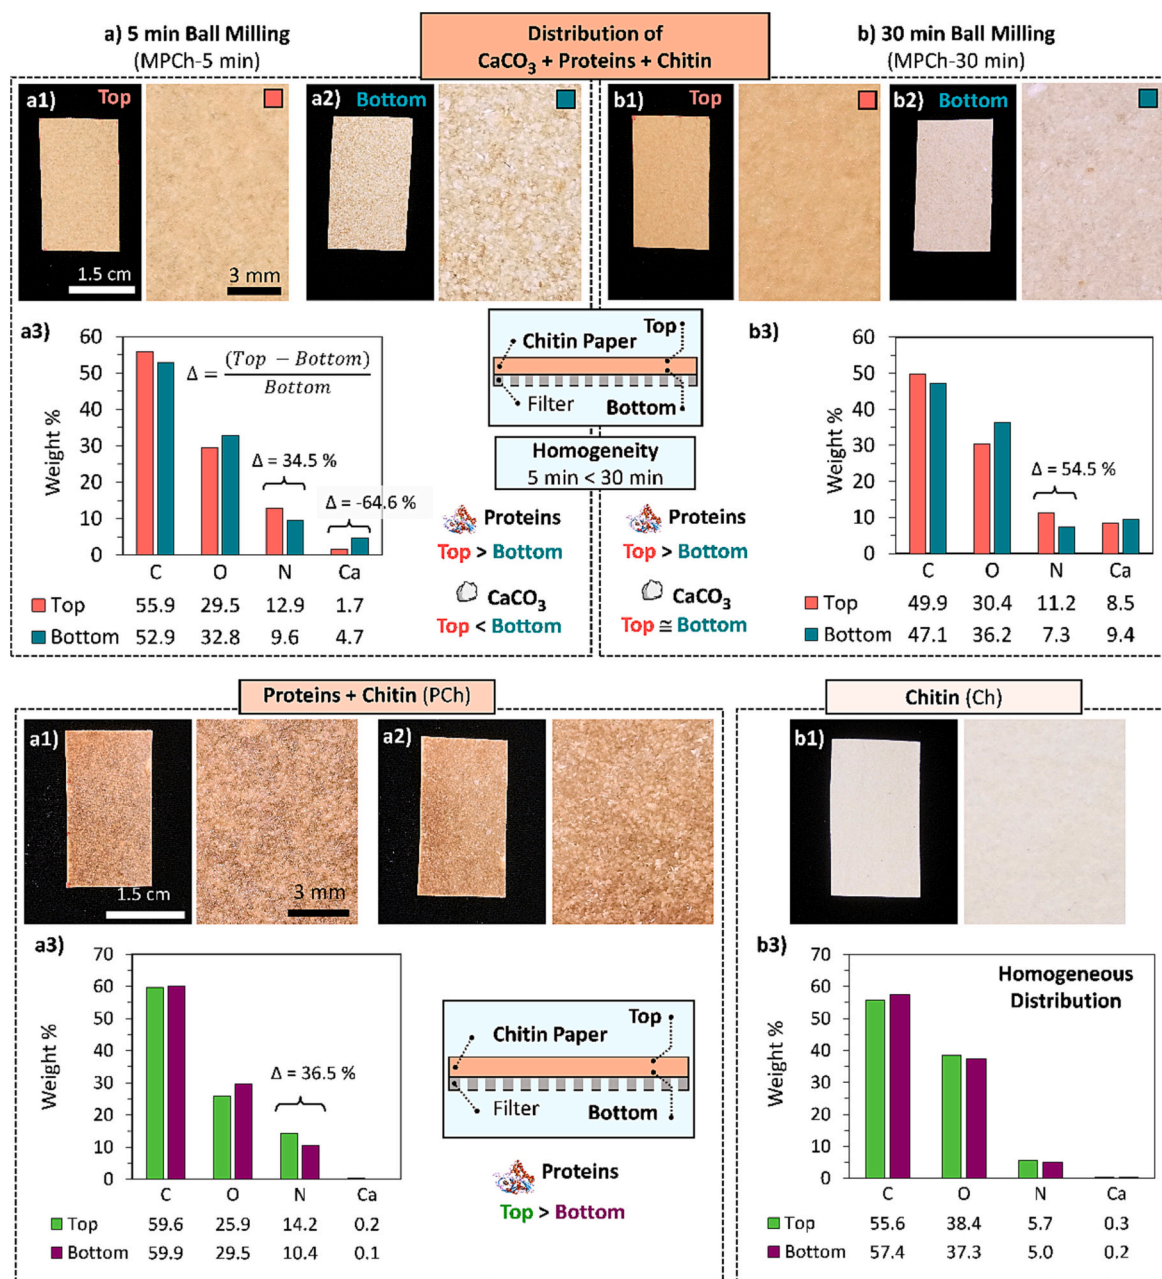 a) 5 min Ball Milling
(MPCh-5 min)
Distribution of
CaCO₃ + Proteins + Chitin
b) 30 min Ball Milling
(MPCh-30 min)
a1) Top
a2) Bottom
b1) Top
b2) Bottom
1.5 cm
3 mm
a3)
Weight %
60
50
40
30
20
10
0
Δ = (Top − Bottom)
Bottom
Δ = 34.5 %
Δ = -64.6 %
C O N Ca
Top 55.9 29.5 12.9 1.7
Bottom 52.9 32.8 9.6 4.7
Top
Chitin Paper
Filter
Bottom
Homogeneity
5 min < 30 min
Proteins
Top > Bottom
CaCO₃
Top < Bottom
Proteins
Top > Bottom
CaCO₃
Top ≅ Bottom
b3)
Weight %
60
50
40
30
20
10
0
Δ = 54.5 %
C O N Ca
Top 49.9 30.4 11.2 8.5
Bottom 47.1 36.2 7.3 9.4
Proteins + Chitin (PCh)
a1)
a2)
1.5 cm
3 mm
a3)
Weight %
70
60
50
40
30
20
10
0
Δ = 36.5 %
C O N Ca
Top 59.6 25.9 14.2 0.2
Bottom 59.9 29.5 10.4 0.1
Top
Chitin Paper
Filter
Bottom
Proteins
Top > Bottom
Chitin (Ch)
b1)
b3)
Weight %
70
60
50
40
30
20
10
0
Homogeneous
Distribution
C O N Ca
Top 55.6 38.4 5.7 0.3
Bottom 57.4 37.3 5.0 0.2